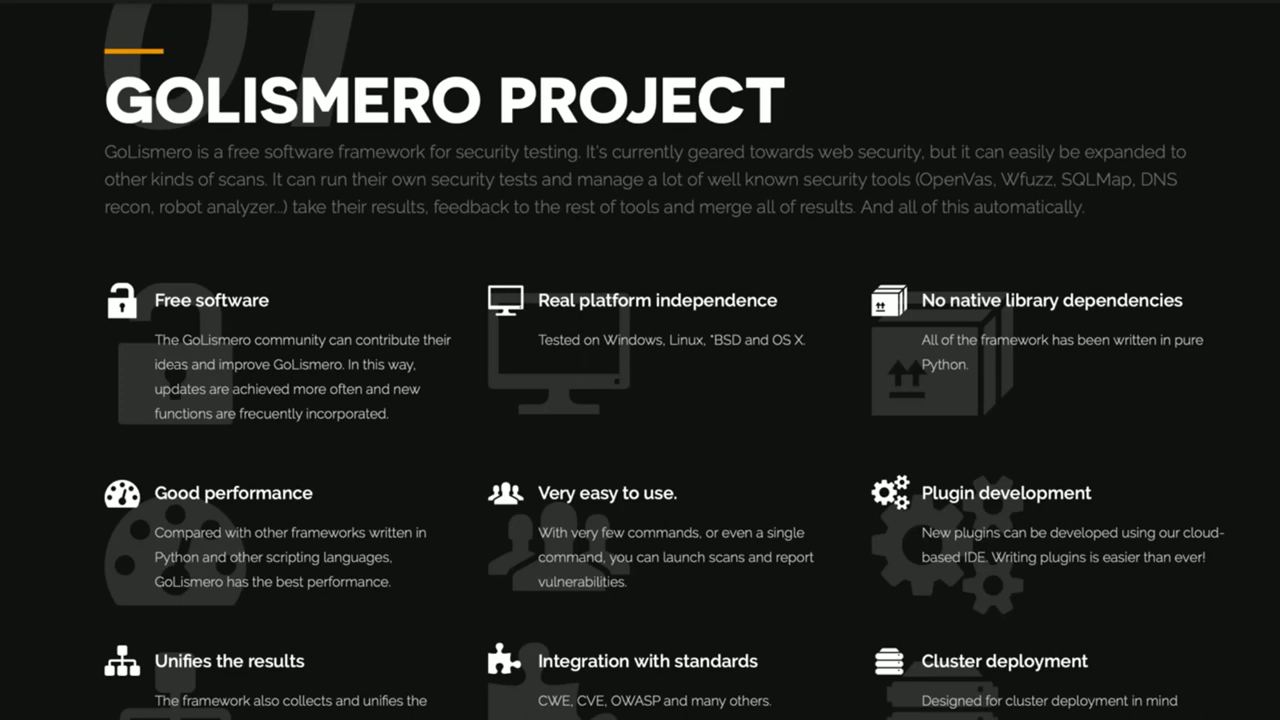 01
GOLISMERO PROJECT
GoLismero is a free software framework for security testing. It's currently geared towards web security, but it can easily be expanded to
other kinds of scans. It can run their own security tests and manage a lot of well known security tools (OpenVas, Wfuzz, SQLMap, DNS
recon, robot analyzer...) take their results, feedback to the rest of tools and merge all of results. And all of this automatically.
Free software
The GoLismero community can contribute their
ideas and improve GoLismero. In this way,
updates are achieved more often and new
functions are frecuently incorporated.
Real platform independence
Tested on Windows, Linux, *BSD and OS X.
No native library dependencies
All of the framework has been written in pure
Python.
Good performance
Compared with other frameworks written in
Python and other scripting languages,
GoLismero has the best performance.
Very easy to use.
With very few commands, or even a single
command, you can launch scans and report
vulnerabilities.
Plugin development
New plugins can be developed using our cloud-
based IDE. Writing plugins is easier than ever!
Unifies the results
The framework also collects and unifies the
Integration with standards
CWE, CVE, OWASP and many others.
Cluster deployment
Designed for cluster deployment in mind